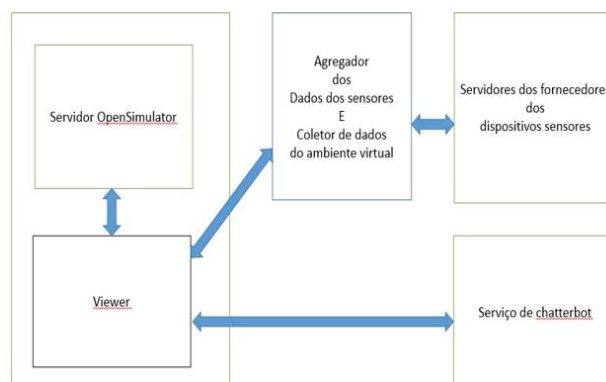 Servidor OpenSimulator
Agregador
dos
Dados dos sensores
E
Coletor de dados
do ambiente virtual
Servidores dos fornecedores
dos
dispositivos sensores
Viewer
Serviço de chatterbot